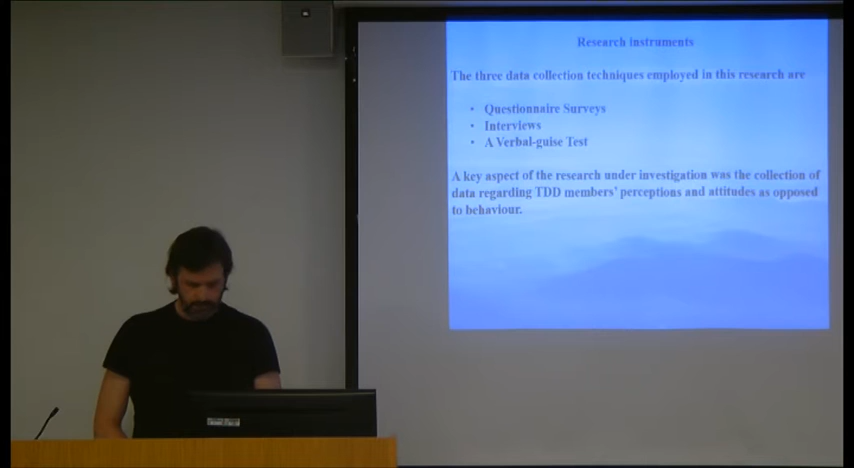 Research instruments
The three data collection techniques employed in this research are
• Questionnaire Surveys
• Interviews
• A Verbal-guise Test
A key aspect of the research under investigation was the collection of
data regarding TDD members' perceptions and attitudes as opposed
to behaviour.